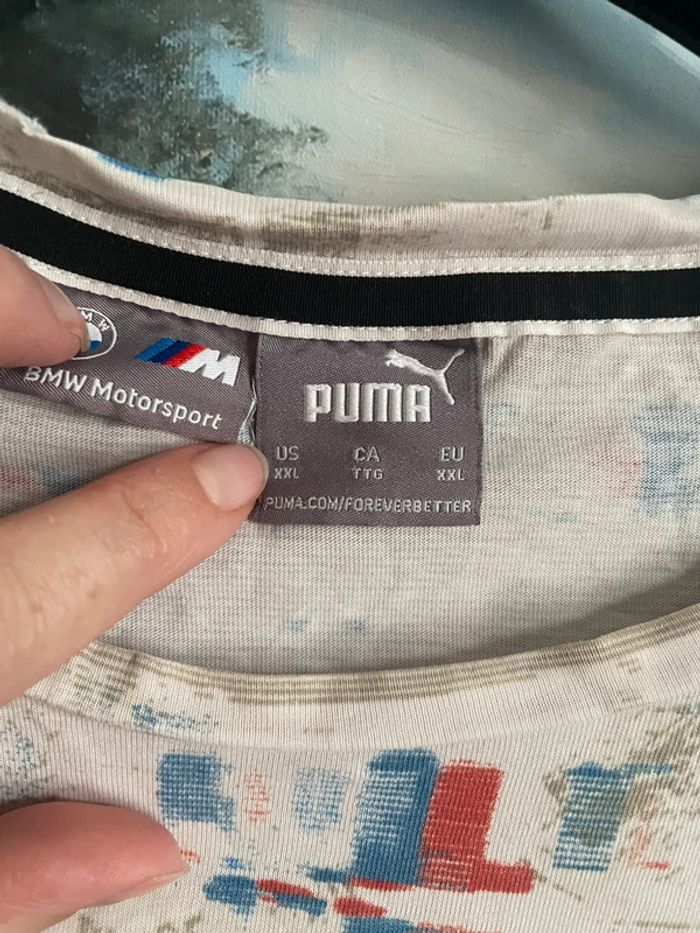 M
BMW Motorsport
PUMA
US CA EU
XXL TTG XXL
PUMA.COM/FOREVERBETTER